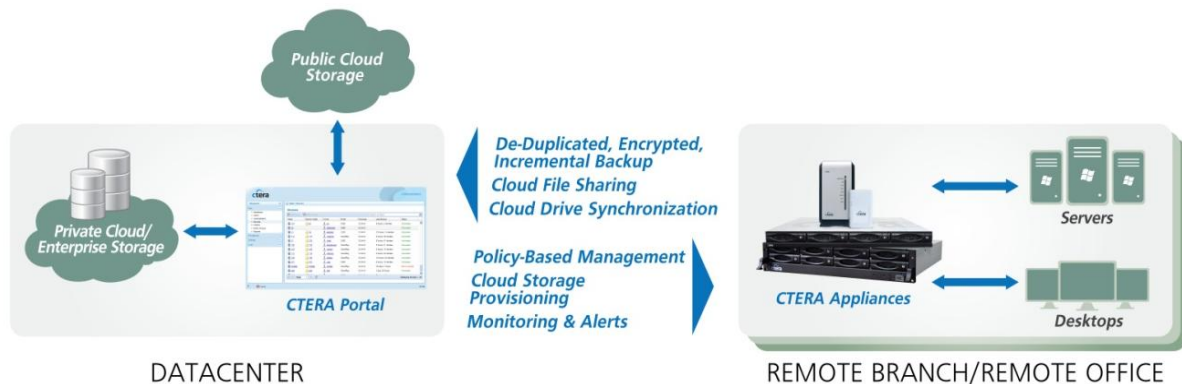 Public Cloud
Storage
Private Cloud/
Enterprise Storage
ctera
CTERA Portal
De-Duplicated, Encrypted,
Incremental Backup
Cloud File Sharing
Cloud Drive Synchronization
Policy-Based Management
Cloud Storage
Provisioning
Monitoring & Alerts
CTERA Appliances
Servers
Desktops
DATACENTER
REMOTE BRANCH/REMOTE OFFICE